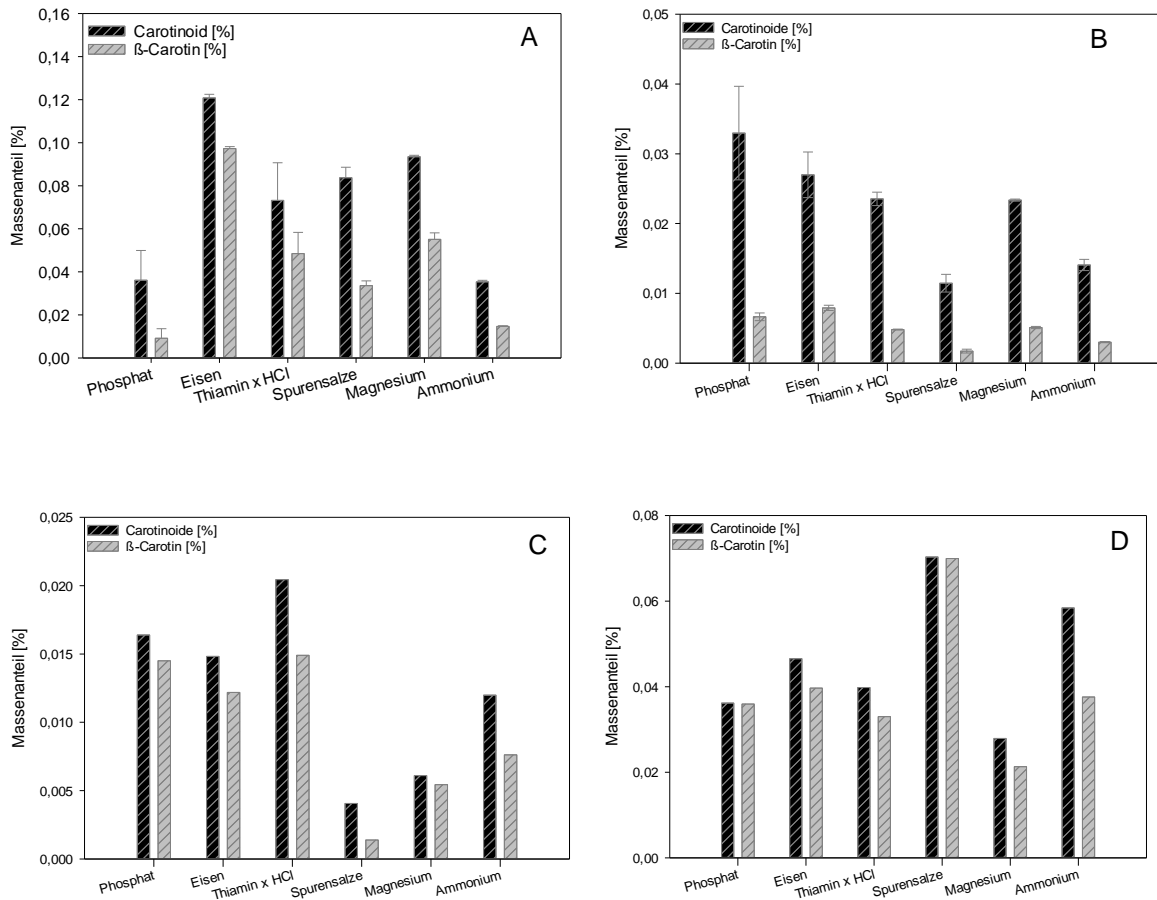 A
Carotinoid [%]
ß-Carotin [%]
Massenanteil [%]
0,16
0,14
0,12
0,10
0,08
0,06
0,04
0,02
0,00
Phosphat
Eisen
Thiamin x HCl
Spurensalze
Magnesium
Ammonium
B
Carotinoide [%]
ß-Carotin [%]
Massenanteil [%]
0,05
0,04
0,03
0,02
0,01
0,00
Phosphat
Eisen
Thiamin x HCl
Spurensalze
Magnesium
Ammonium
C
Carotinoide [%]
ß-Carotin [%]
Massenanteil [%]
0,025
0,020
0,015
0,010
0,005
0,000
Phosphat
Eisen
Thiamin x HCl
Spurensalze
Magnesium
Ammonium
D
Carotinoide [%]
ß-Carotin [%]
Massenanteil [%]
0,08
0,06
0,04
0,02
0,00
Phosphat
Eisen
Thiamin x HCl
Spurensalze
Magnesium
Ammonium